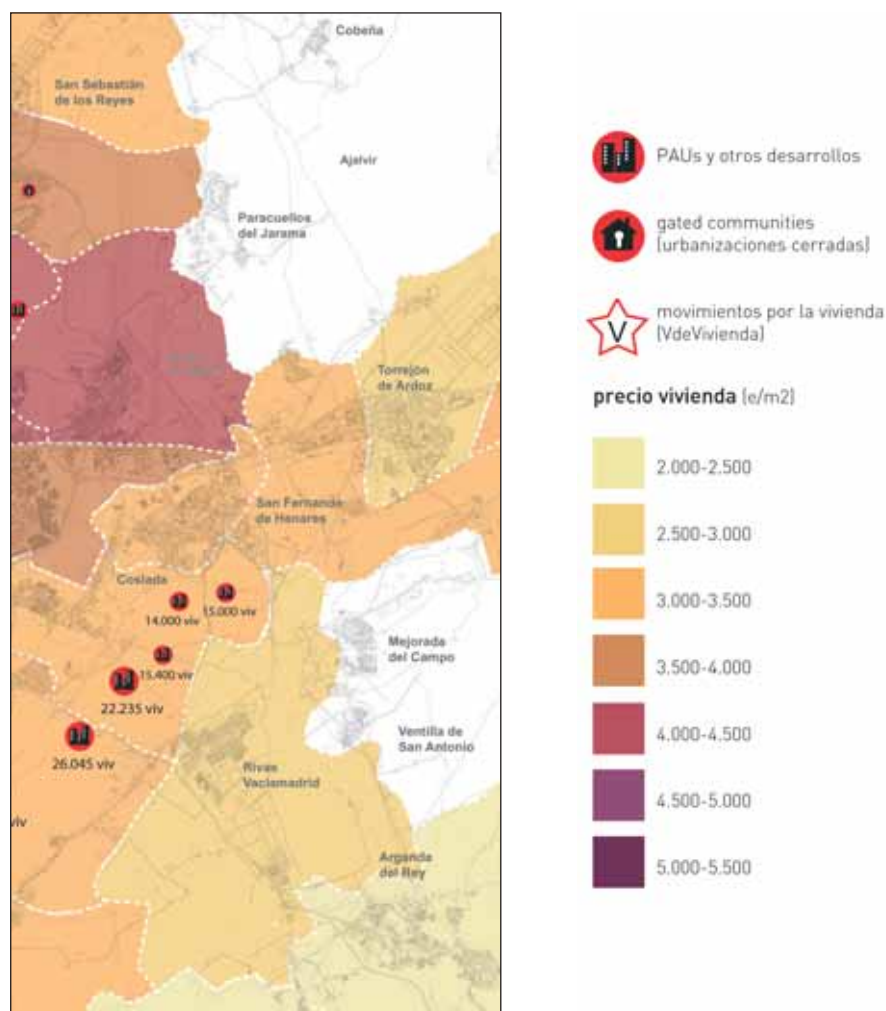 Cobeña
San Sebastián
de los Reyes
Ajalvir
Paracuellos
del Jarama
Torrejón
de Ardoz
San Fernando
de Henares
Coslada
14.000 viv
15.000 viv
15.400 viv
22.235 viv
26.045 viv
viv
Mejorada
del Campo
Ventilla de
San Antonio
Rivas
Vaciamadrid
Arganda
del Rey
PAUs y otros desarrollos
gated communities
(urbanizaciones cerradas)
V
movimientos por la vivienda
(VdeVivienda)
precio vivienda (e/m2)
2.000-2.500
2.500-3.000
3.000-3.500
3.500-4.000
4.000-4.500
4.500-5.000
5.000-5.500